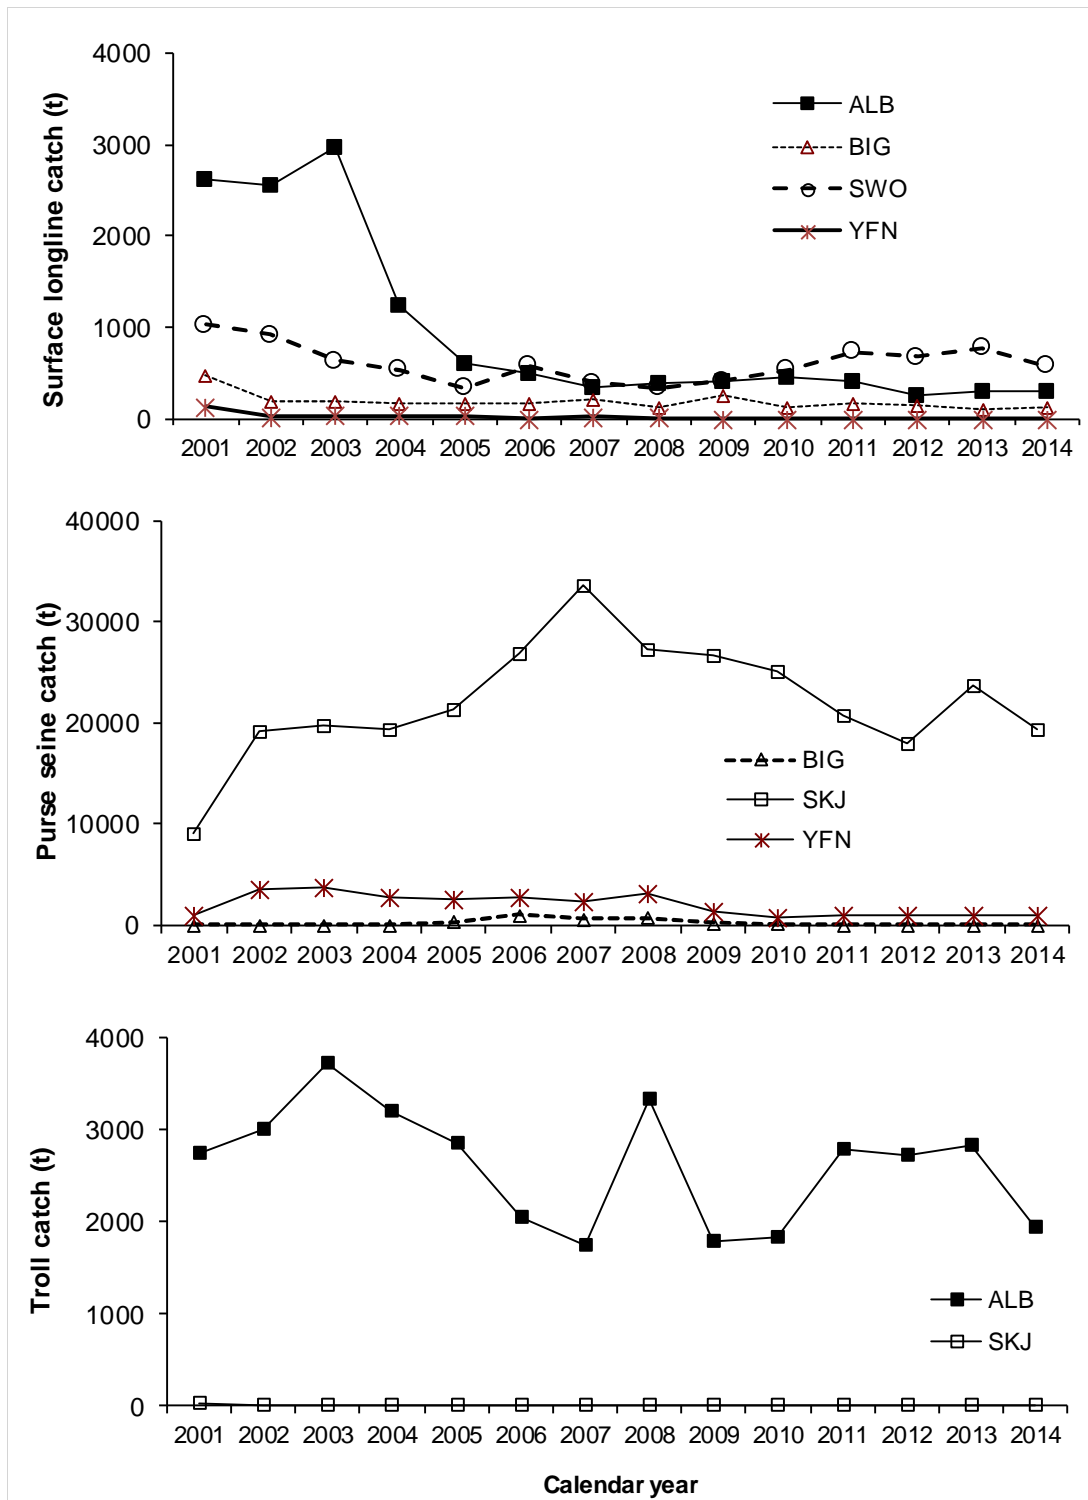 Surface longline catch (t)
4000
3000
2000
1000
0
ALB
BIG
SWO
YFN
2001 2002 2003 2004 2005 2006 2007 2008 2009 2010 2011 2012 2013 2014
Purse seine catch (t)
40000
30000
20000
10000
0
BIG
SKJ
YFN
2001 2002 2003 2004 2005 2006 2007 2008 2009 2010 2011 2012 2013 2014
Troll catch (t)
4000
3000
2000
1000
0
ALB
SKJ
2001 2002 2003 2004 2005 2006 2007 2008 2009 2010 2011 2012 2013 2014
Calendar year